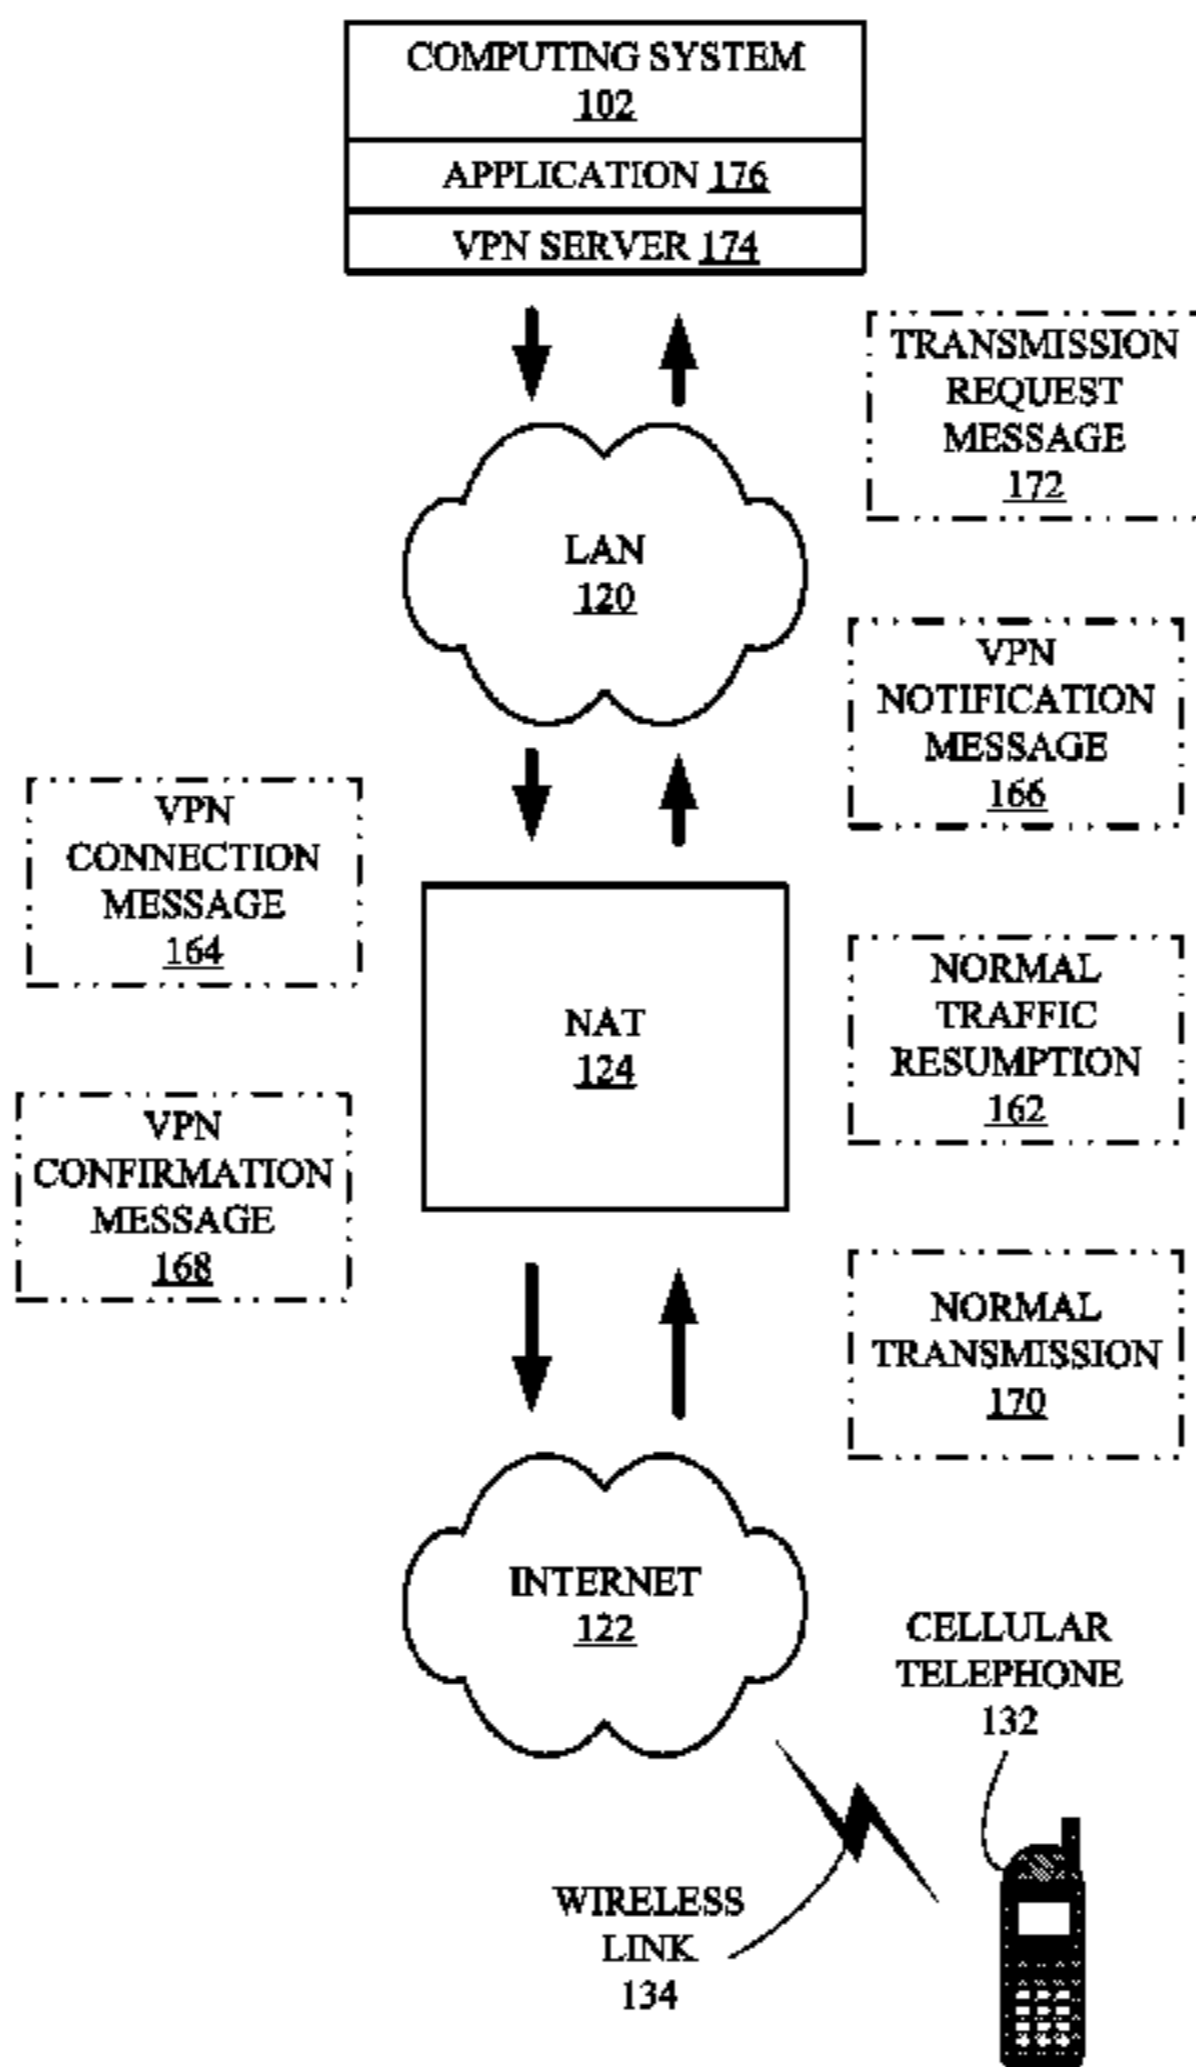 COMPUTING SYSTEM
102
APPLICATION 176
VPN SERVER 174
TRANSMISSION
REQUEST
MESSAGE
172
LAN
120
VPN
NOTIFICATION
MESSAGE
166
VPN
CONNECTION
MESSAGE
164
NORMAL
TRAFFIC
RESUMPTION
162
NAT
124
VPN
CONFIRMATION
MESSAGE
168
NORMAL
TRANSMISSION
170
INTERNET
122
CELLULAR
TELEPHONE
132
WIRELESS
LINK
134